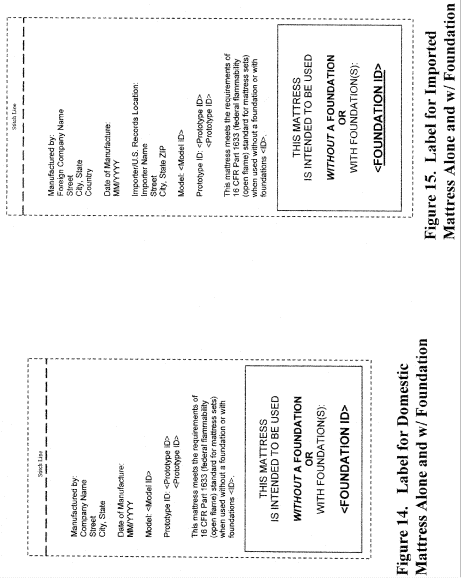 Stitch Line
Manufactured by:
Company Name
Street
City, State
Date of Manufacture:
MM/YYYY
Model: <Model ID>
Prototype ID: <Prototype ID>
<Prototype ID>
This mattress meets the requirements of
16 CFR Part 1633 (federal flammability
(open flame) standard for mattress sets)
when used without a foundation or with
foundations <ID>.
THIS MATTRESS
IS INTENDED TO BE USED
WITHOUT A FOUNDATION
OR
WITH FOUNDATION(S):
<FOUNDATION ID>
Figure 14. Label for Domestic
Mattress Alone and w/ Foundation
Stitch Line
Manufactured by:
Foreign Company Name
Street
City, State
Country
Date of Manufacture:
MM/YYYY
Importer/U.S. Records Location:
Importer Name
Street
City, State ZIP
Model: <Model ID>
Prototype ID: <Prototype ID>
<Prototype ID>
This mattress meets the requirements of
16 CFR Part 1633 (federal flammability
(open flame) standard for mattress sets)
when used without a foundation or with
foundations <ID>.
THIS MATTRESS
IS INTENDED TO BE USED
WITHOUT A FOUNDATION
OR
WITH FOUNDATION(S):
<FOUNDATION ID>
Figure 15. Label for Imported
Mattress Alone and w/ Foundation